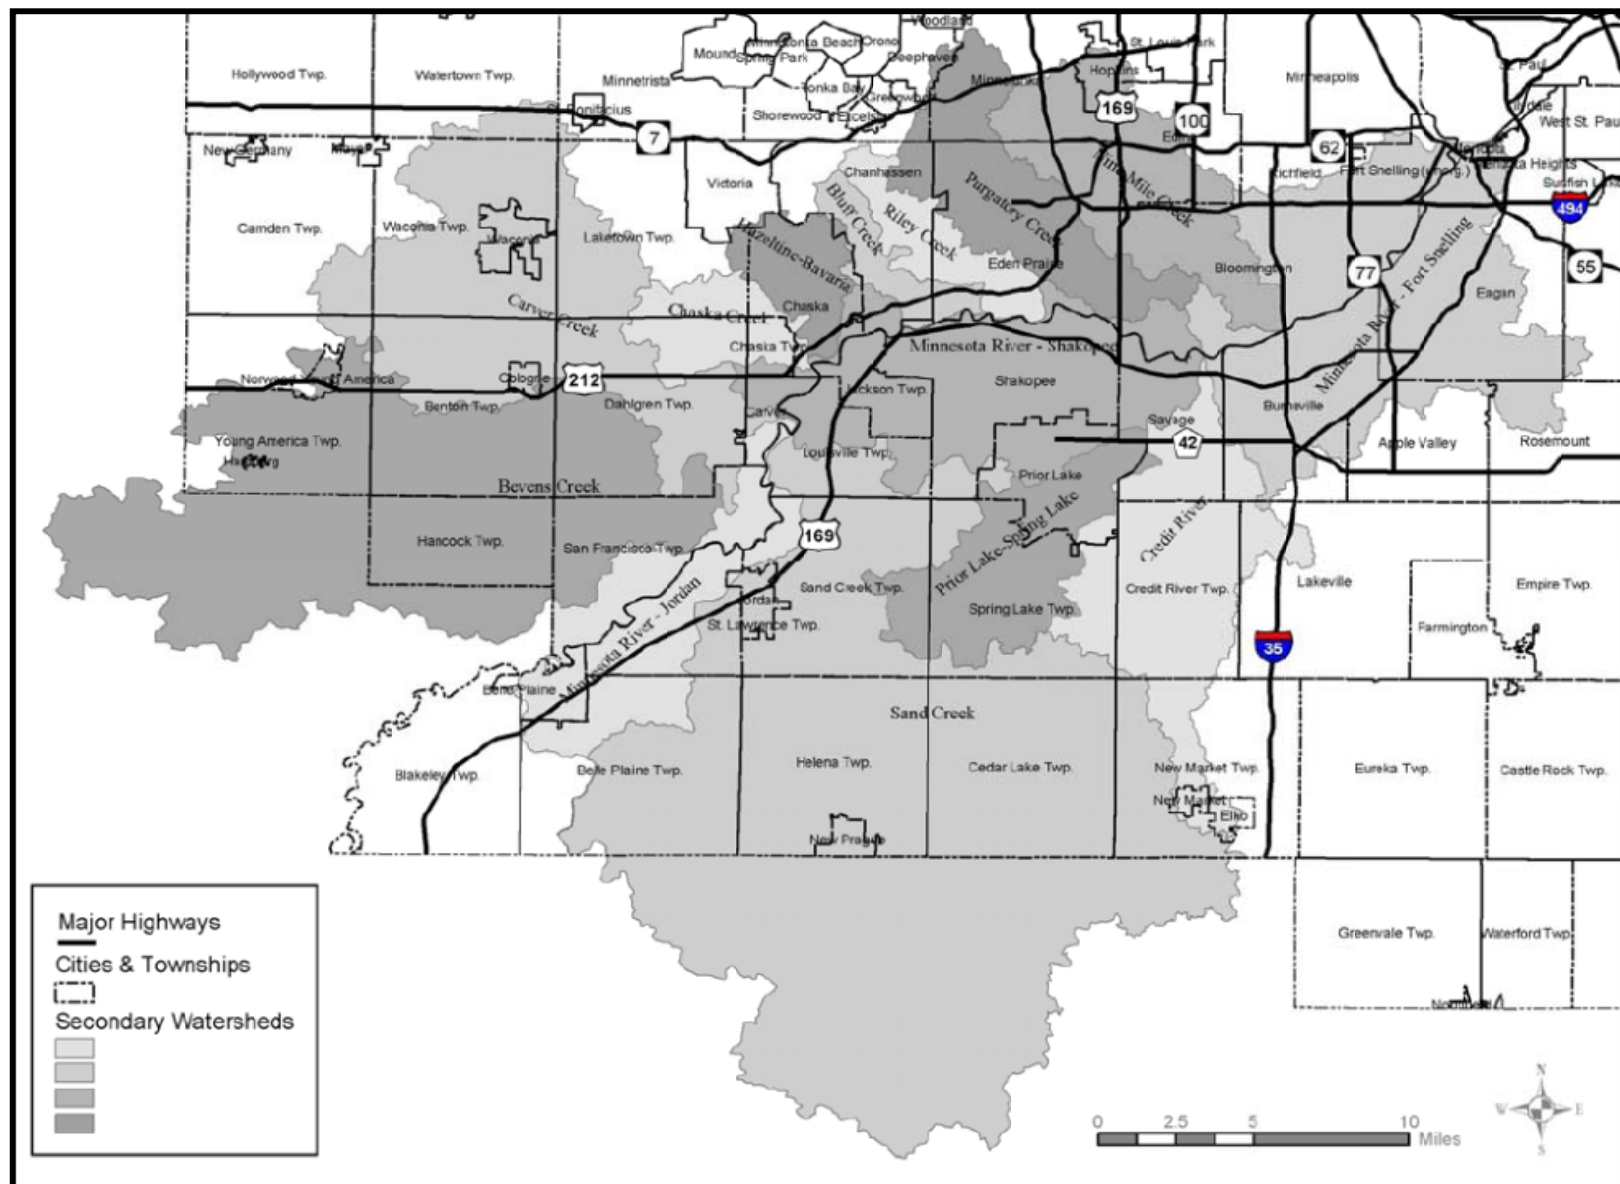 Woodland
Minnetonka Beach
Orono
St. Louis Park
Mound
Spring Park
Deephaven
Hollywood Twp.
Watertown Twp.
Minnetrista
Hopkins
Minneapolis
St. Paul
Tonka Bay
Greenwood
169
St. Bonifacius
Shorewood
100
West St. Pau
7
62
New Germany
Victoria
Chanhassen
Nine Mile Creek
Richfield
Fort Snelling (unorg.)
Mendota Heights
Sunfish Lake
494
Camden Twp.
Waconia Twp.
Waconia
Laketown Twp.
Hazeltine-Bavaria
Bluff Creek
Riley Creek
Purgatory Creek
Eden Prairie
Bloomington
77
55
Eagan
Carver Creek
Chaska Creek
Chaska
Minnesota River - Fort Snelling
Chaska Twp.
Minnesota River - Shakopee
Norwood Young America
Cologne
212
Jackson Twp.
Shakopee
Benton Twp.
Dahlgren Twp.
Carver
Savage
Burnsville
Young America Twp.
Hamburg
Louisville Twp.
42
Apple Valley
Rosemount
Bevens Creek
Prior Lake
Hancock Twp.
San Francisco Twp.
169
Prior Lake-Spring Lake
Credit River
Sand Creek Twp.
Credit River Twp.
Lakeville
Empire Twp.
Jordan
Spring Lake Twp.
St. Lawrence Twp.
Farmington
Minnesota River - Jordan
35
Belle Plaine
Sand Creek
Blakeley Twp.
Belle Plaine Twp.
Helena Twp.
Cedar Lake Twp.
New Market Twp.
Eureka Twp.
Castle Rock Twp.
New Market
Elko
New Prague
Greenvale Twp.
Waterford Twp.
Northfield
Major Highways
Cities & Townships
Secondary Watersheds
N
W E
S
0 2.5 5 10
Miles